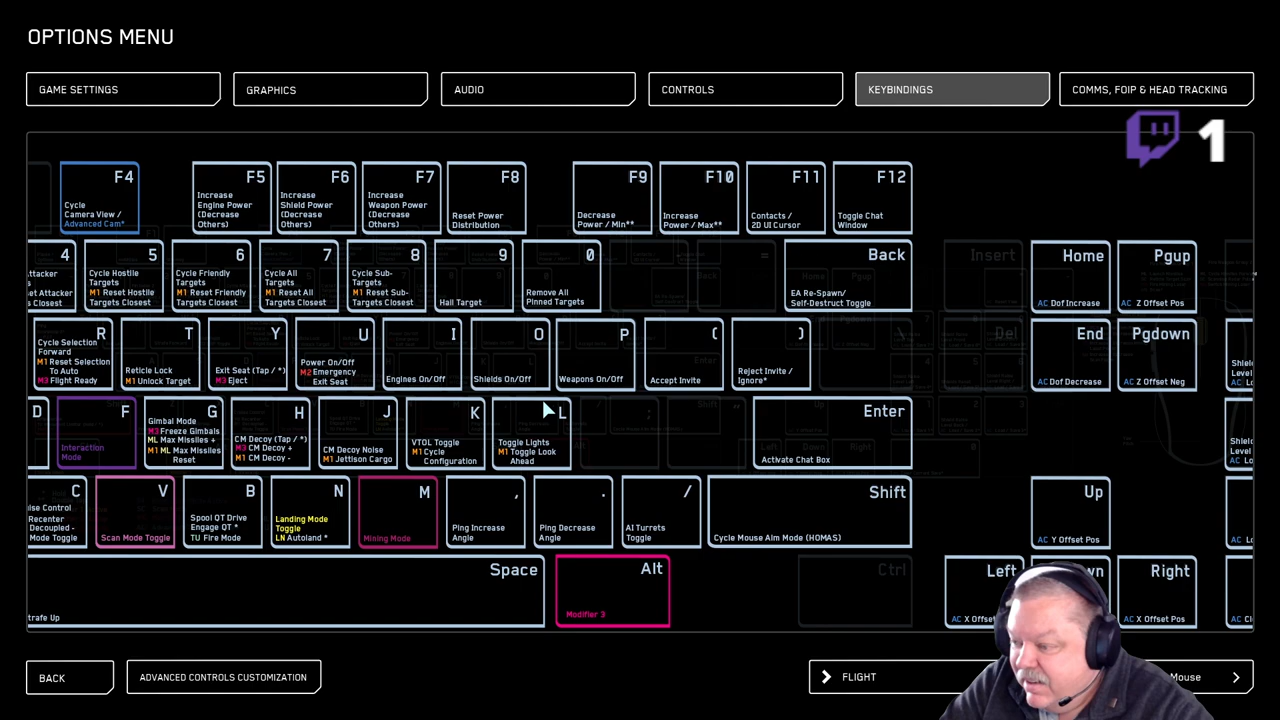 OPTIONS MENU
GAME SETTINGS
GRAPHICS
AUDIO
CONTROLS
KEYBINDINGS
COMMS, FOIP & HEAD TRACKING
1
F4
Cycle
Camera View /
Advanced Cam*
F5
Increase
Engine Power
(Decrease
Others)
F6
Increase
Shield Power
(Decrease
Others)
F7
Increase
Weapon Power
(Decrease
Others)
F8
Reset Power
Distribution
F9
Decrease
Power / Min**
F10
Increase
Power / Max**
F11
Contacts /
2D UI Cursor
F12
Toggle Chat
Window
4
5
Cycle Hostile
Targets
M1 Reset Hostile
Targets Closest
6
Cycle Friendly
Targets
M1 Reset Friendly
Targets Closest
7
Cycle All
Targets
M1 Reset All
Targets Closest
8
Cycle Sub-
Targets
M1 Reset Sub-
Targets Closest
9
Hail Target
0
Remove All
Pinned Targets
Back
EA Re-Spawn/
Self-Destruct Toggle
Insert
Home
AC Dof Increase
Pgup
AC Z Offset Pos
R
Cycle Selection
Forward
M1 Reset Selection
To Auto
M3 Flight Ready
T
Reticle Lock
M1 Unlock Target
Y
Exit Seat (Tap / *)
M3 Eject
U
Power On/Off
M2 Emergency
Exit Seat
I
Engines On/Off
O
Shields On/Off
P
Weapons On/Off
(
Accept Invite
)
Reject Invite /
Ignore*
\
Del
End
AC Dof Decrease
Pgdown
AC Z Offset Neg
D
F
Interaction
Mode
G
Gimbal Mode
M3 Freeze Gimbals
ML Max Missiles +
M1 ML Max Missiles
Reset
H
CM Decoy (Tap / *)
M3 CM Decoy +
M1 CM Decoy -
J
CM Decoy Noise
M1 Jettison Cargo
K
VTOL Toggle
M1 Cycle
Configuration
L
Toggle Lights
M1 Toggle Look
Ahead
Enter
Activate Chat Box
C
Recenter
Decoupled -
Mode Toggle
V
Scan Mode Toggle
B
Spool QT Drive
Engage QT *
TU Fire Mode
N
Landing Mode
Toggle
LN Autoland *
M
Mining Mode
,
Ping Increase
Angle
.
Ping Decrease
Angle
/
AI Turrets
Toggle
Shift
Cycle Mouse Aim Mode (HOMAS)
Up
AC Y Offset Pos
Space
Alt
Modifier 3
Ctrl
Left
Right
AC X Offset Pos
BACK
ADVANCED CONTROLS CUSTOMIZATION
FLIGHT
Mouse